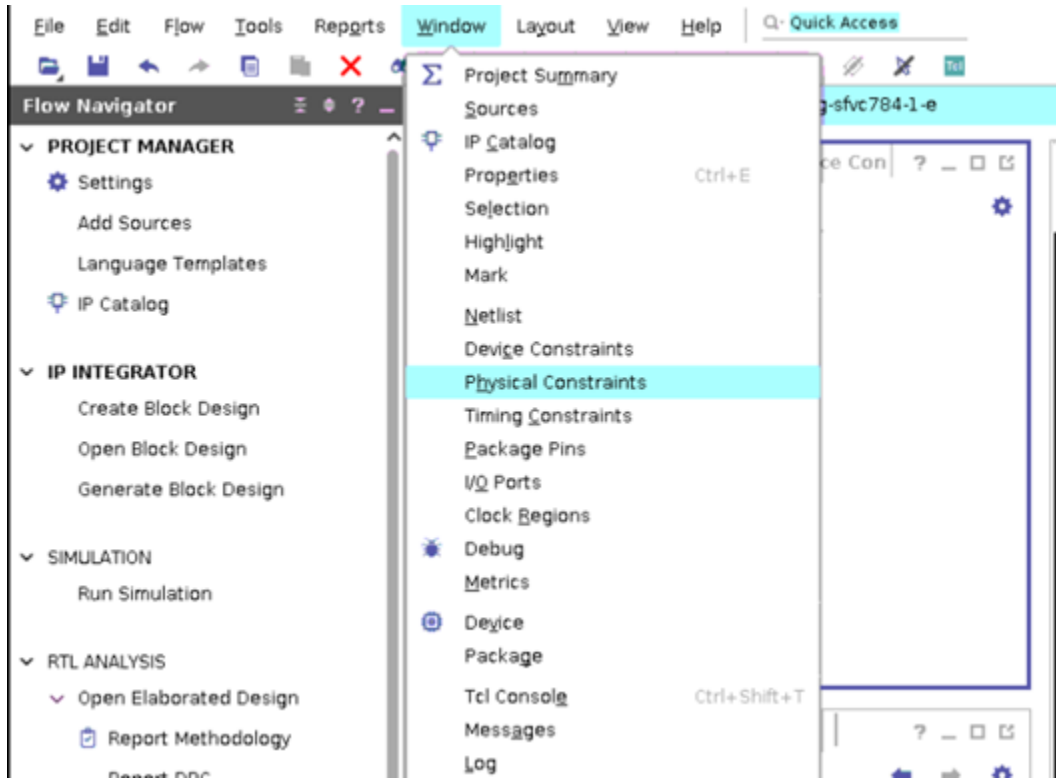 File Edit Flow Tools Reports Window Layout View Help Quick Access
Tcl
Flow Navigator ?
g-sfvc784-1-e
PROJECT MANAGER
Settings
Add Sources
Language Templates
IP Catalog
IP INTEGRATOR
Create Block Design
Open Block Design
Generate Block Design
SIMULATION
Run Simulation
RTL ANALYSIS
Open Elaborated Design
Report Methodology
Report DRC
Project Summary
Sources
IP Catalog
Properties Ctrl+E
Selection
Highlight
Mark
Netlist
Device Constraints
Physical Constraints
Timing Constraints
Package Pins
I/O Ports
Clock Regions
Debug
Metrics
Device
Package
Tcl Console Ctrl+Shift+T
Messages
Log
ce Con ?
?